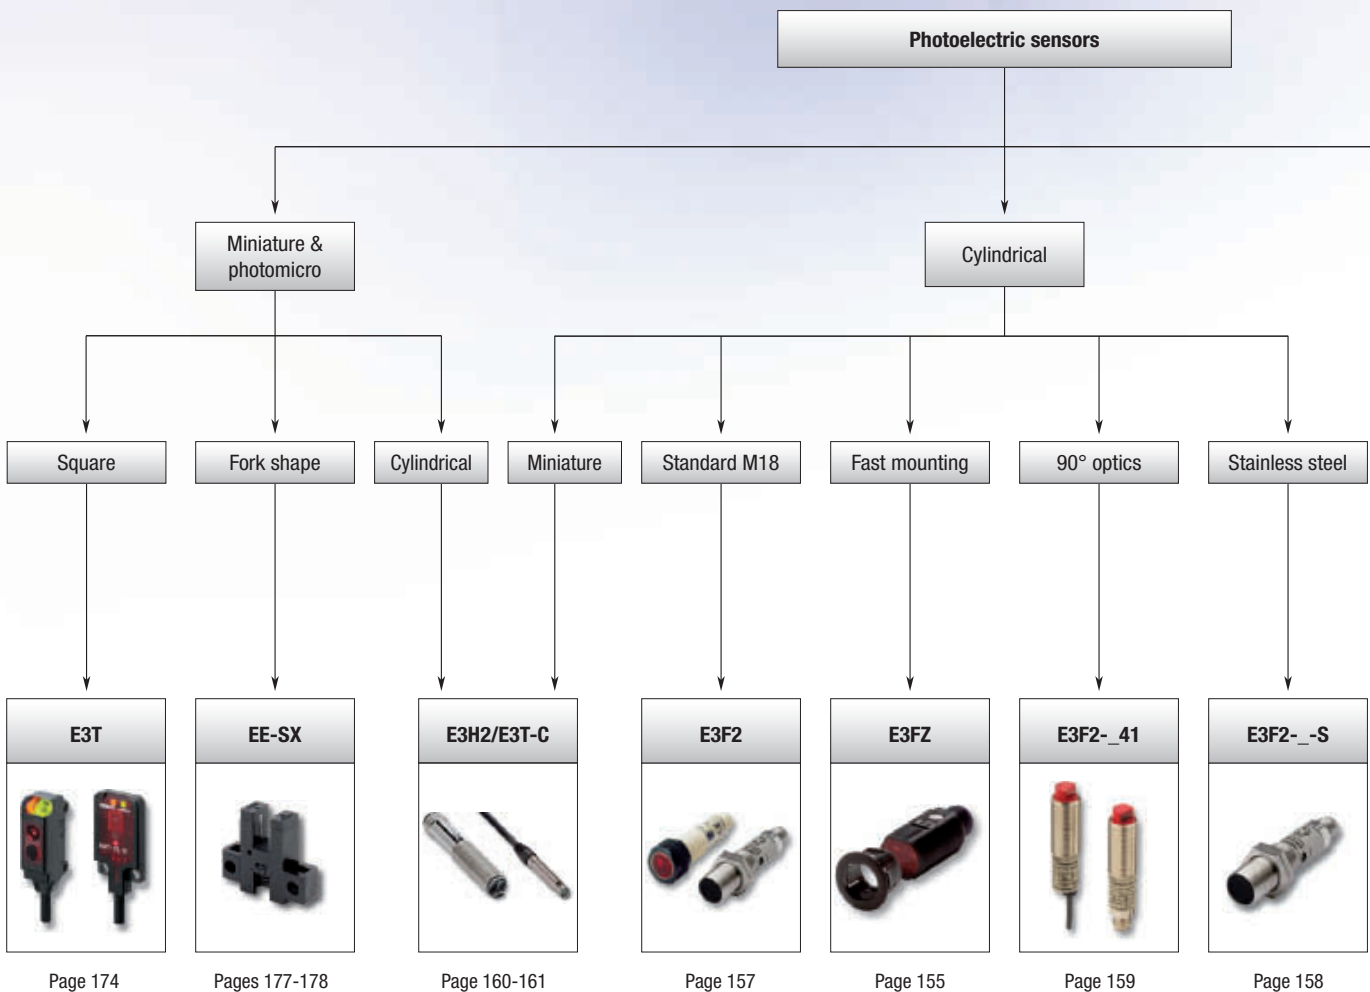 Photoelectric sensors
Miniature &
photomicro
Cylindrical
Square
Fork shape
Cylindrical
Miniature
Standard M18
Fast mounting
90° optics
Stainless steel
E3T
EE-SX
E3H2/E3T-C
E3F2
E3FZ
E3F2-_41
E3F2-_-S
Page 174
Pages 177-178
Page 160-161
Page 157
Page 155
Page 159
Page 158